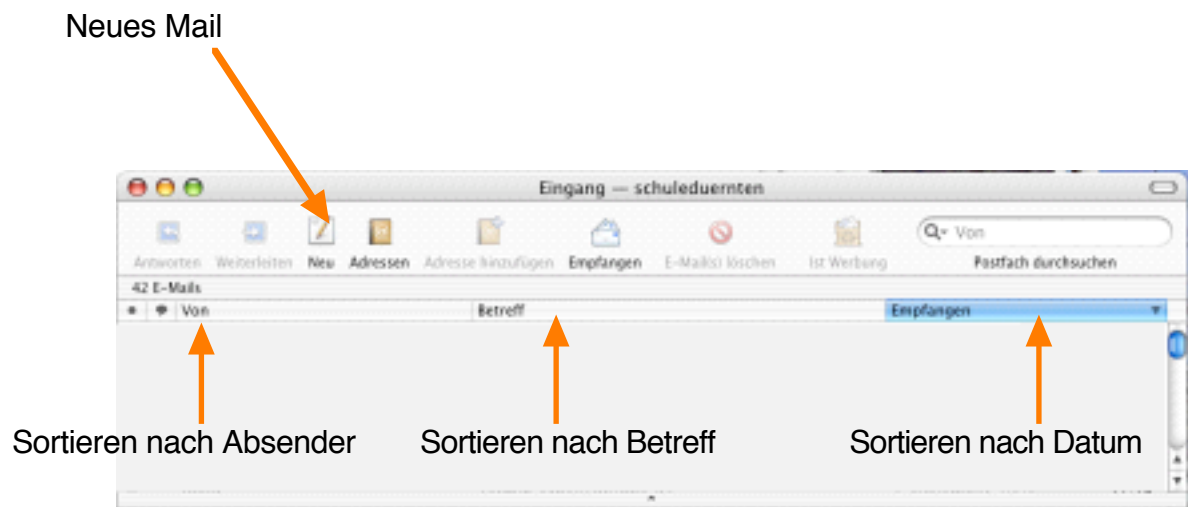 Neues Mail
Eingang — schuleduernten
Von
Antworten Weiterleiten Neu Adressen Adresse hinzufügen Empfangen E-Mail(s) löschen Ist Werbung Postfach durchsuchen
42 E-Mails
Von Betreff Empfangen
Sortieren nach Absender Sortieren nach Betreff Sortieren nach Datum